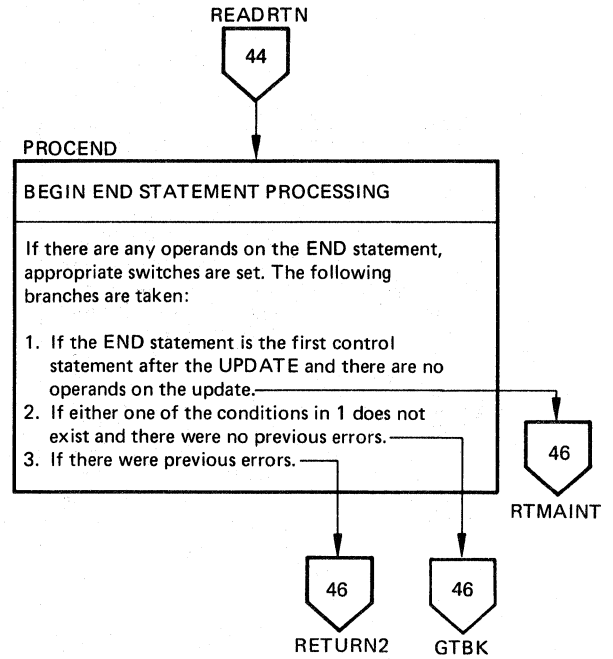 READRTN
44
PROCEND
BEGIN END STATEMENT PROCESSING
If there are any operands on the END statement,
appropriate switches are set. The following
branches are taken:
1. If the END statement is the first control
statement after the UPDATE and there are no
operands on the update.
2. If either one of the conditions in 1 does not
exist and there were no previous errors.
3. If there were previous errors.
46
RTMAINT
46
46
RETURN2
GTBK